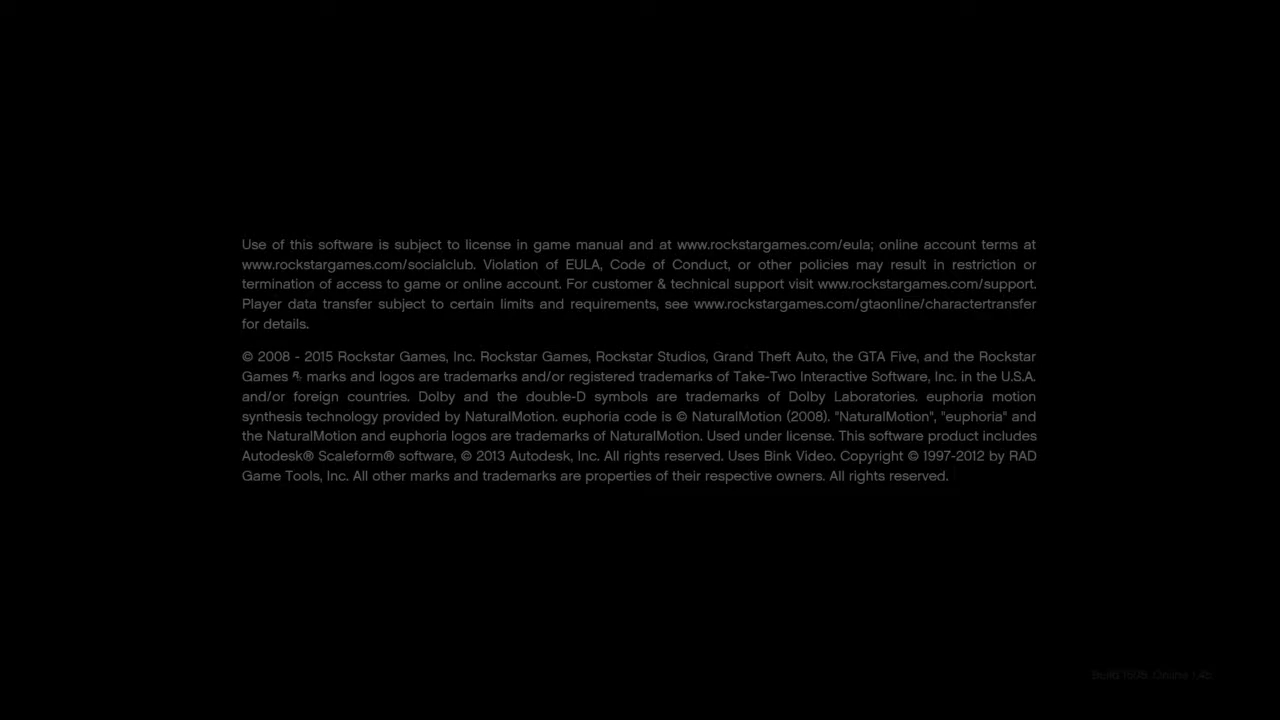 Use of this software is subject to license in game manual and at www.rockstargames.com/eula; online account terms at
www.rockstargames.com/socialclub. Violation of EULA, Code of Conduct, or other policies may result in restriction or
termination of access to game or online account. For customer & technical support visit www.rockstargames.com/support.
Player data transfer subject to certain limits and requirements, see www.rockstargames.com/gtaonline/charactertransfer
for details.
© 2008 - 2015 Rockstar Games, Inc. Rockstar Games, Rockstar Studios, Grand Theft Auto, the GTA Five, and the Rockstar
Games R* marks and logos are trademarks and/or registered trademarks of Take-Two Interactive Software, Inc. in the U.S.A.
and/or foreign countries. Dolby and the double-D symbols are trademarks of Dolby Laboratories. euphoria motion
synthesis technology provided by NaturalMotion. euphoria code is © NaturalMotion (2008). "NaturalMotion", "euphoria" and
the NaturalMotion and euphoria logos are trademarks of NaturalMotion. Used under license. This software product includes
Autodesk® Scaleform® software, © 2013 Autodesk, Inc. All rights reserved. Uses Bink Video. Copyright © 1997-2012 by RAD
Game Tools, Inc. All other marks and trademarks are properties of their respective owners. All rights reserved.
Build Online